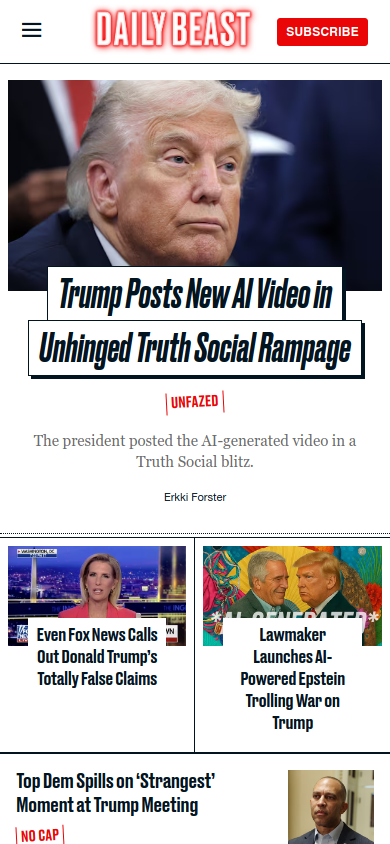 DAILY BEAST
SUBSCRIBE
Trump Posts New AI Video in
Unhinged Truth Social Rampage
UNFAZED
The president posted the AI-generated video in a
Truth Social blitz.
Erkki Forster
WASHINGTON, DC
Even Fox News Calls
Out Donald Trump's
Totally False Claims
*AI GENERATED*
Lawmaker
Launches AI-
Powered Epstein
Trolling War on
Trump
Top Dem Spills on ‘Strangest’
Moment at Trump Meeting
NO CAP